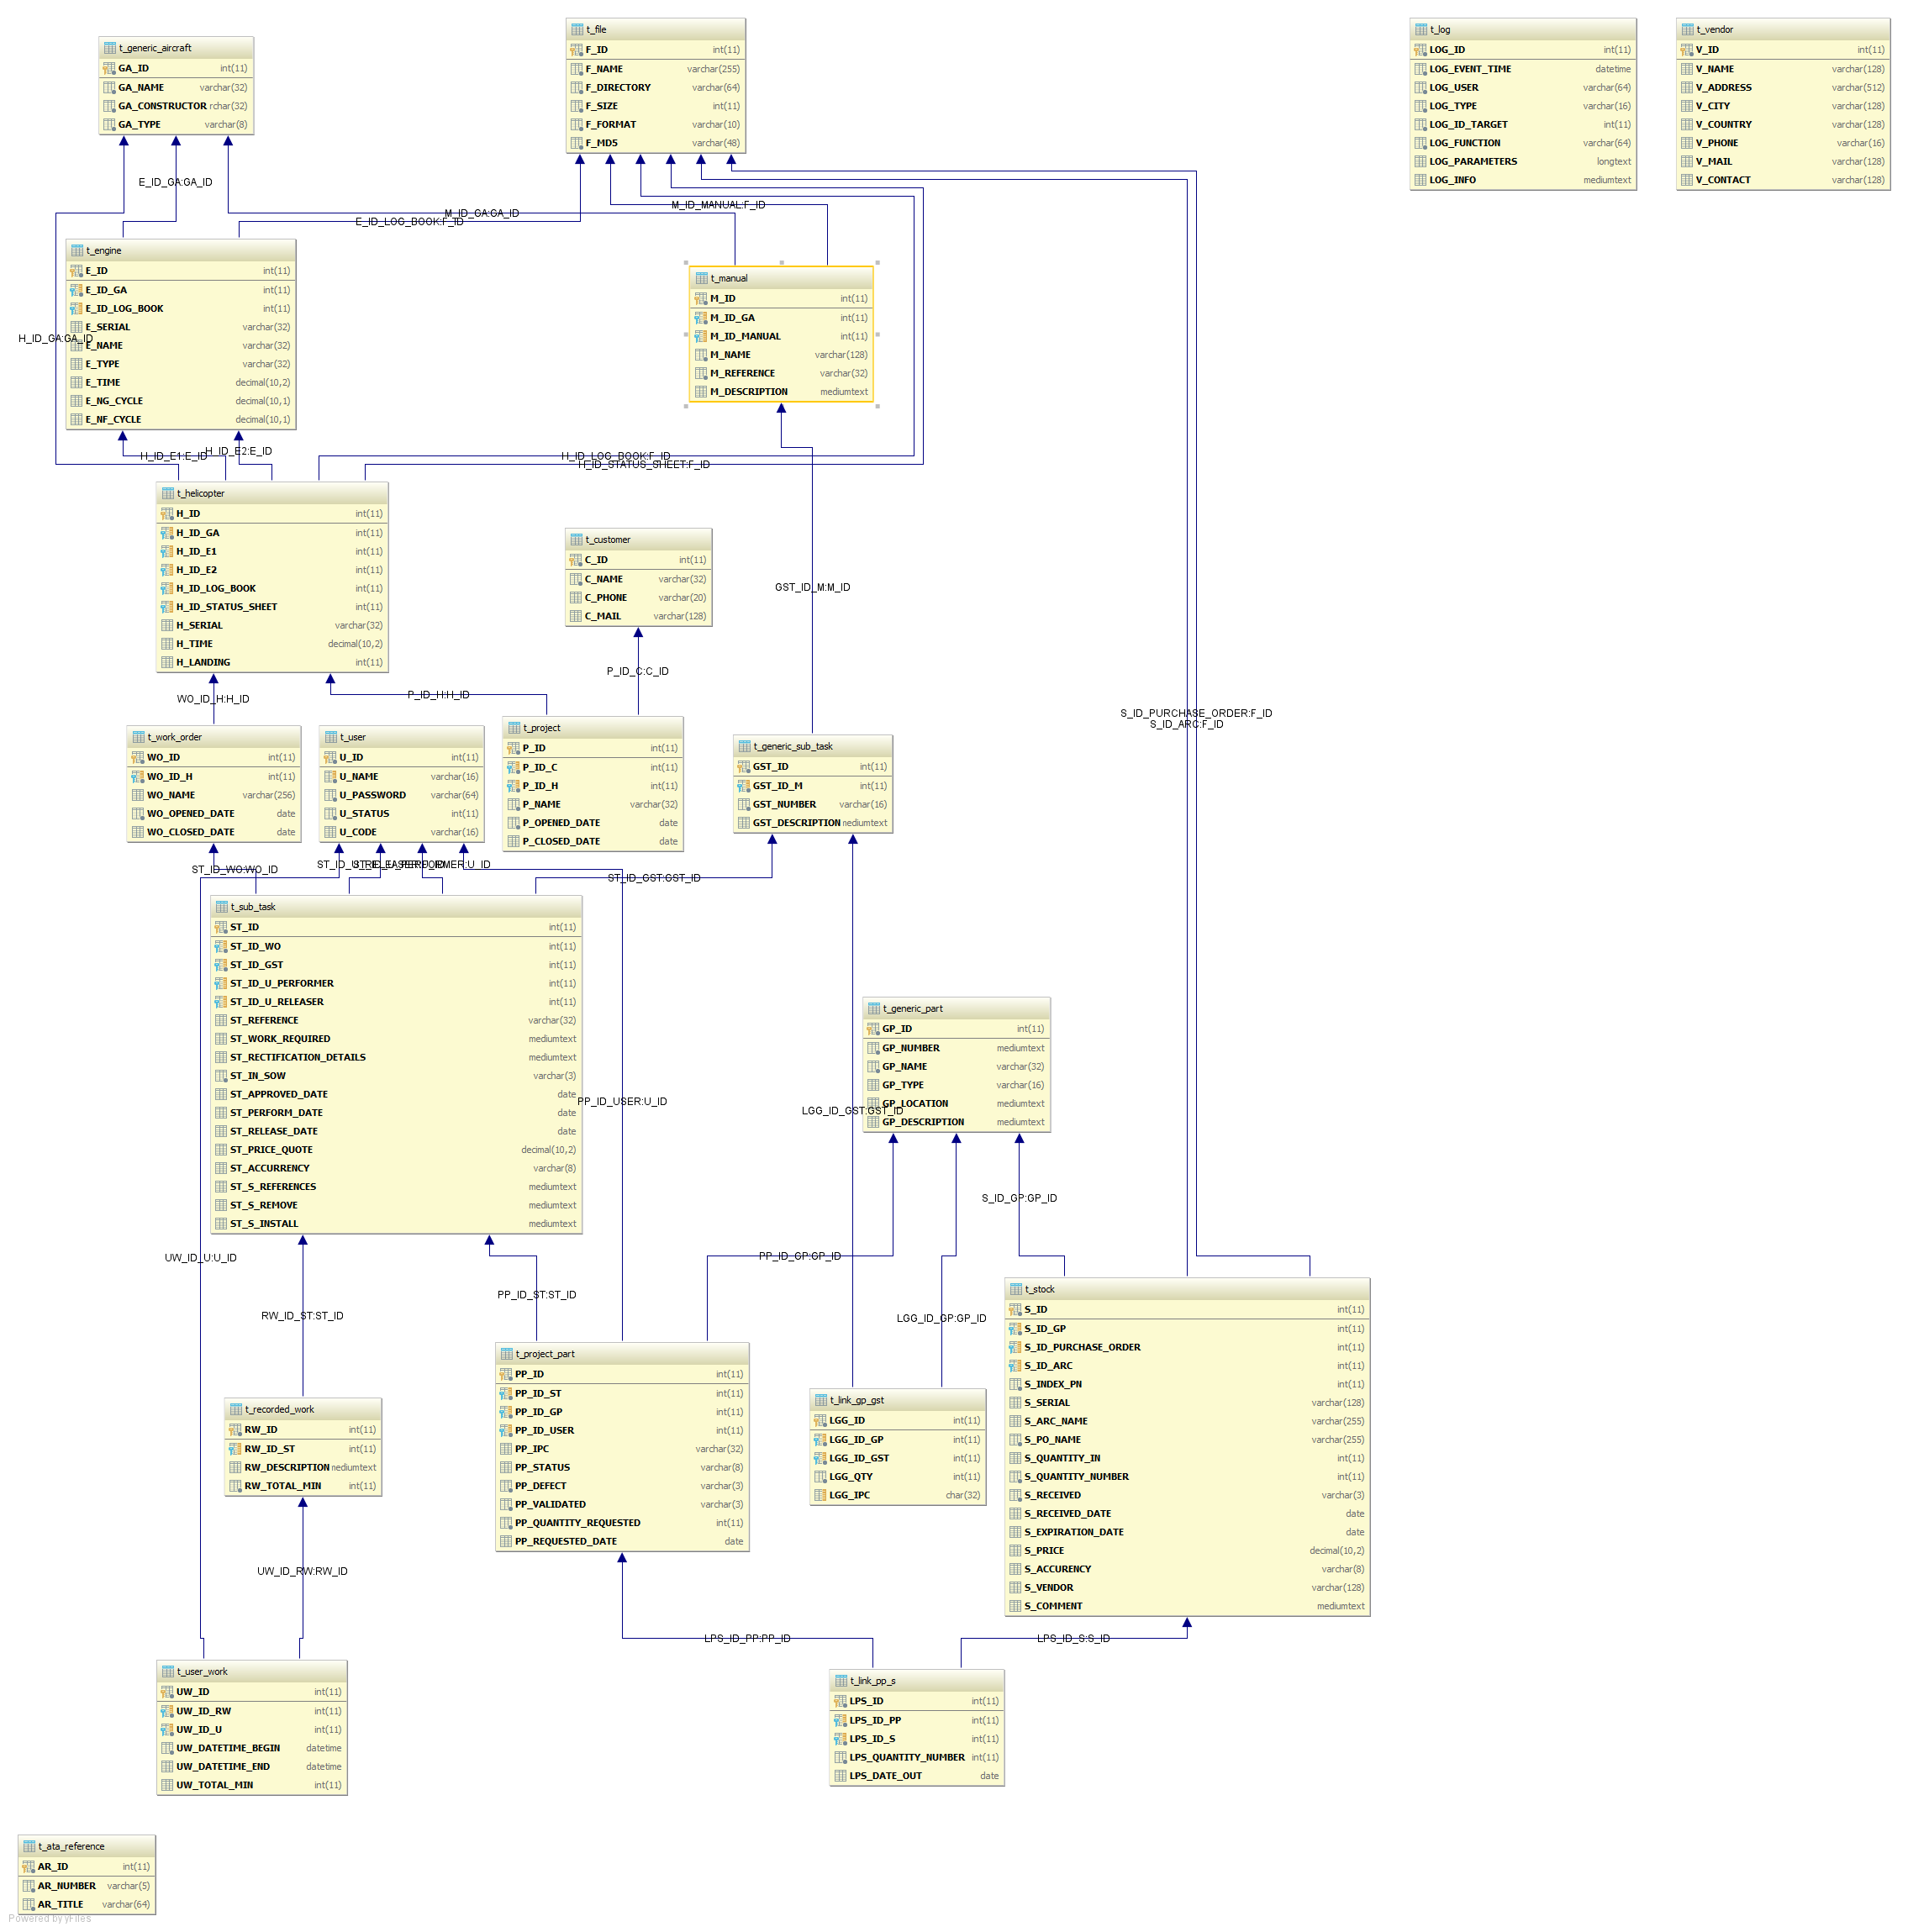 t_generic_aircraft
GA_ID int(11)
GA_NAME varchar(32)
GA_CONSTRUCTOR rchar(32)
GA_TYPE varchar(8)
t_file
F_ID int(11)
F_NAME varchar(255)
F_DIRECTORY varchar(64)
F_SIZE int(11)
F_FORMAT varchar(10)
F_MD5 varchar(48)
t_log
LOG_ID int(11)
LOG_EVENT_TIME datetime
LOG_USER varchar(64)
LOG_TYPE varchar(16)
LOG_ID_TARGET int(11)
LOG_FUNCTION varchar(64)
LOG_PARAMETERS longtext
LOG_INFO mediumtext
t_vendor
V_ID int(11)
V_NAME varchar(128)
V_ADDRESS varchar(512)
V_CITY varchar(128)
V_COUNTRY varchar(128)
V_PHONE varchar(16)
V_MAIL varchar(128)
V_CONTACT varchar(128)
E_ID_GA:GA_ID
M_ID_GA:GA_ID
E_ID_LOG_BOOK:F_ID
M_ID_MANUAL:F_ID
t_engine
E_ID int(11)
E_ID_GA int(11)
E_ID_LOG_BOOK int(11)
E_SERIAL varchar(32)
E_NAME varchar(32)
E_TYPE varchar(32)
E_TIME decimal(10,2)
E_NG_CYCLE decimal(10,1)
E_NF_CYCLE decimal(10,1)
H_ID_GA:GA_ID
t_manual
M_ID int(11)
M_ID_GA int(11)
M_ID_MANUAL int(11)
M_NAME varchar(128)
M_REFERENCE varchar(32)
M_DESCRIPTION mediumtext
H_ID_E1:E_ID
H_ID_E2:E_ID
H_ID_LOG_BOOK:F_ID
H_ID_STATUS_SHEET:F_ID
t_helicopter
H_ID int(11)
H_ID_GA int(11)
H_ID_E1 int(11)
H_ID_E2 int(11)
H_ID_LOG_BOOK int(11)
H_ID_STATUS_SHEET int(11)
H_SERIAL varchar(32)
H_TIME decimal(10,2)
H_LANDING int(11)
t_customer
C_ID int(11)
C_NAME varchar(32)
C_PHONE varchar(20)
C_MAIL varchar(128)
GST_ID_M:M_ID
P_ID_C:C_ID
WO_ID_H:H_ID
P_ID_H:H_ID
S_ID_PURCHASE_ORDER:F_ID
S_ID_ARC:F_ID
t_work_order
WO_ID int(11)
WO_ID_H int(11)
WO_NAME varchar(256)
WO_OPENED_DATE date
WO_CLOSED_DATE date
t_user
U_ID int(11)
U_NAME varchar(16)
U_PASSWORD varchar(64)
U_STATUS int(11)
U_CODE varchar(16)
t_project
P_ID int(11)
P_ID_C int(11)
P_ID_H int(11)
P_NAME varchar(32)
P_OPENED_DATE date
P_CLOSED_DATE date
t_generic_sub_task
GST_ID int(11)
GST_ID_M int(11)
GST_NUMBER varchar(16)
GST_DESCRIPTION mediumtext
ST_ID_WO:WO_ID
ST_ID_GST:GST_ID
t_sub_task
ST_ID int(11)
ST_ID_WO int(11)
ST_ID_GST int(11)
ST_ID_U_PERFORMER int(11)
ST_ID_U_RELEASER int(11)
ST_REFERENCE varchar(32)
ST_WORK_REQUIRED mediumtext
ST_RECTIFICATION_DETAILS mediumtext
ST_IN_SOW varchar(3)
ST_APPROVED_DATE date
ST_PERFORM_DATE date
ST_RELEASE_DATE date
ST_PRICE_QUOTE decimal(10,2)
ST_ACCURRENCY varchar(8)
ST_S_REFERENCES mediumtext
ST_S_REMOVE mediumtext
ST_S_INSTALL mediumtext
PP_ID_USER:U_ID
t_generic_part
GP_ID int(11)
GP_NUMBER mediumtext
GP_NAME varchar(32)
GP_TYPE varchar(16)
GP_LOCATION mediumtext
GP_DESCRIPTION mediumtext
LGG_ID_GST:GST_ID
S_ID_GP:GP_ID
UW_ID_U:U_ID
PP_ID_GP:GP_ID
PP_ID_ST:ST_ID
RW_ID_ST:ST_ID
LGG_ID_GP:GP_ID
t_stock
S_ID int(11)
S_ID_GP int(11)
S_ID_PURCHASE_ORDER int(11)
S_ID_ARC int(11)
S_INDEX_PN int(11)
S_SERIAL varchar(128)
S_ARC_NAME varchar(255)
S_PO_NAME varchar(255)
S_QUANTITY_IN int(11)
S_QUANTITY_NUMBER int(11)
S_RECEIVED varchar(3)
S_RECEIVED_DATE date
S_EXPIRATION_DATE date
S_PRICE decimal(10,2)
S_ACCURENCY varchar(8)
S_VENDOR varchar(128)
S_COMMENT mediumtext
t_project_part
PP_ID int(11)
PP_ID_ST int(11)
PP_ID_GP int(11)
PP_ID_USER int(11)
PP_IPC varchar(32)
PP_STATUS varchar(8)
PP_DEFECT varchar(3)
PP_VALIDATED varchar(3)
PP_QUANTITY_REQUESTED int(11)
PP_REQUESTED_DATE date
t_link_gp_gst
LGG_ID int(11)
LGG_ID_GP int(11)
LGG_ID_GST int(11)
LGG_QTY int(11)
LGG_IPC char(32)
t_recorded_work
RW_ID int(11)
RW_ID_ST int(11)
RW_DESCRIPTION mediumtext
RW_TOTAL_MIN int(11)
UW_ID_RW:RW_ID
LPS_ID_PP:PP_ID
LPS_ID_S:S_ID
t_user_work
UW_ID int(11)
UW_ID_RW int(11)
UW_ID_U int(11)
UW_DATETIME_BEGIN datetime
UW_DATETIME_END datetime
UW_TOTAL_MIN int(11)
t_link_pp_s
LPS_ID int(11)
LPS_ID_PP int(11)
LPS_ID_S int(11)
LPS_QUANTITY_NUMBER int(11)
LPS_DATE_OUT date
t_ata_reference
AR_ID int(11)
AR_NUMBER varchar(5)
AR_TITLE varchar(64)
Powered by yFiles